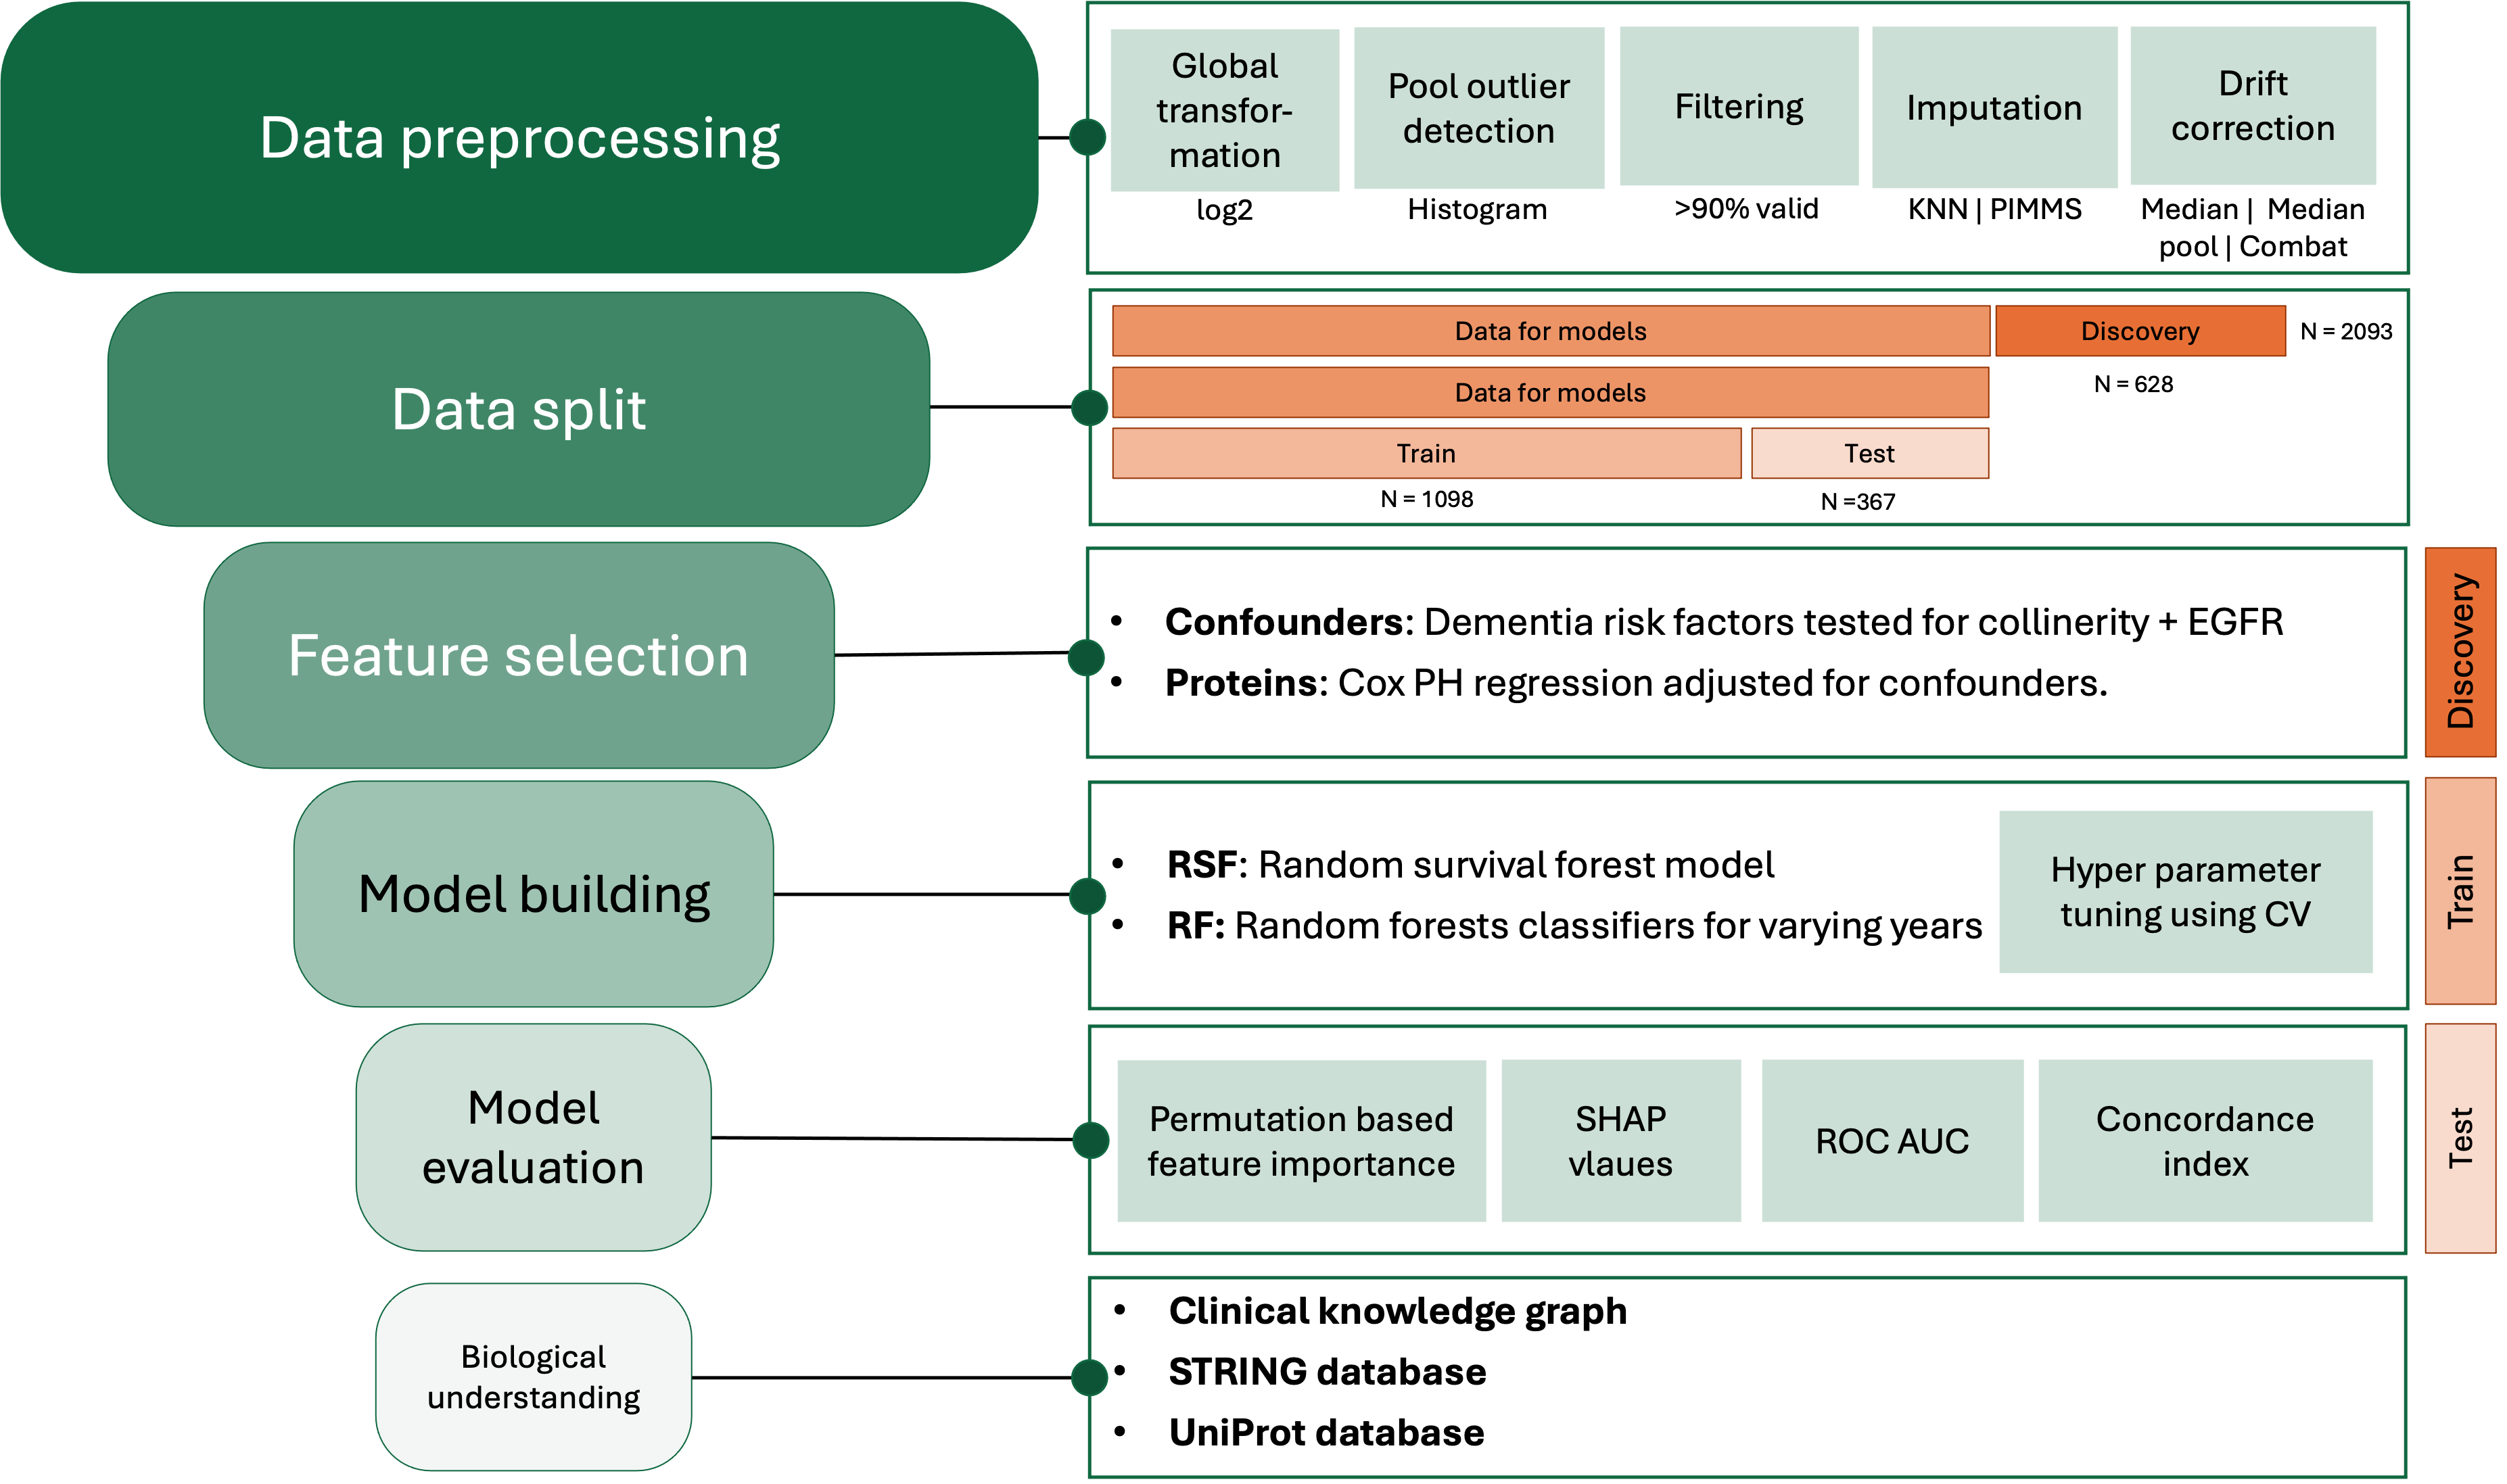 Data preprocessing
Global
transfor-
mation
log2
Pool outlier
detection
Histogram
Filtering
>90% valid
Imputation
KNN | PIMMS
Drift
correction
Median |  Median
pool | Combat
Data split
Data for models
Discovery
N = 2093
Data for models
N = 628
Train
Test
N = 1098
N =367
Feature selection
• Confounders: Dementia risk factors tested for collinerity + EGFR
• Proteins: Cox PH regression adjusted for confounders.
Discovery
Model building
• RSF: Random survival forest model
• RF: Random forests classifiers for varying years
Hyper parameter
tuning using CV
Train
Model
evaluation
Permutation based
feature importance
SHAP
vlaues
ROC AUC
Concordance
index
Test
Biological
understanding
• Clinical knowledge graph
• STRING database
• UniProt database